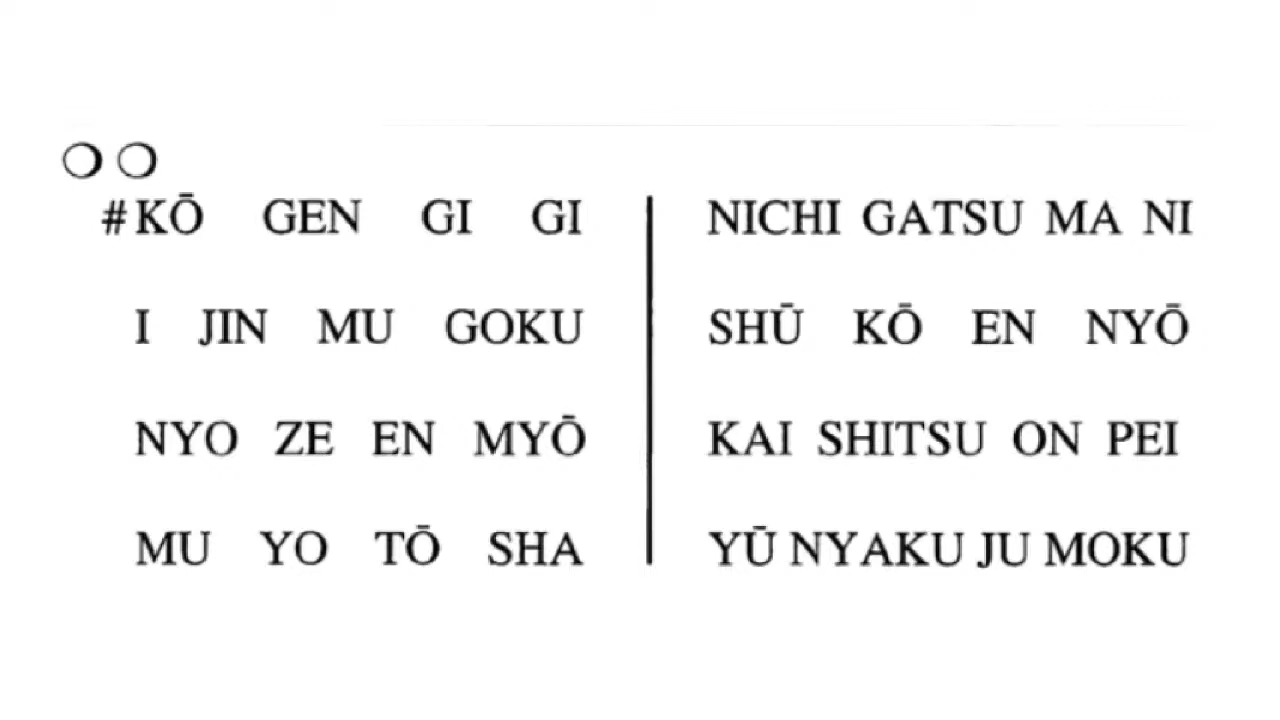 #KŌ GEN GI GI
I JIN MU GOKU
NYO ZE EN MYŌ
MU YO TŌ SHA
NICHI GATSU MA NI
SHŪ KŌ EN NYŌ
KAI SHITSU ON PEI
YŪ NYAKU JU MOKU